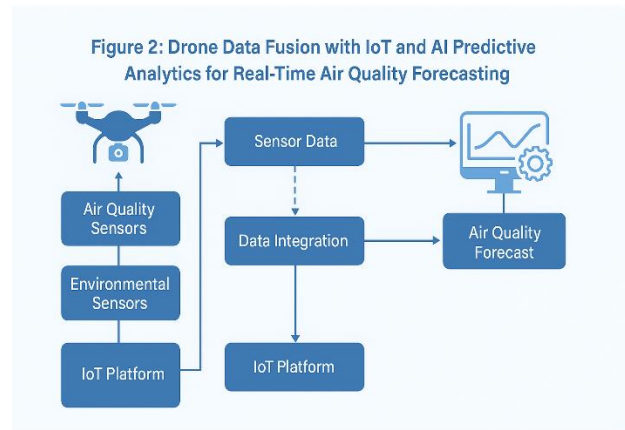 Figure 2: Drone Data Fusion with IoT and AI Predictive
Analytics for Real-Time Air Quality Forecasting
Sensor Data
Air Quality
Sensors
Data Integration
Air Quality
Forecast
Environmental
Sensors
IoT Platform
IoT Platform